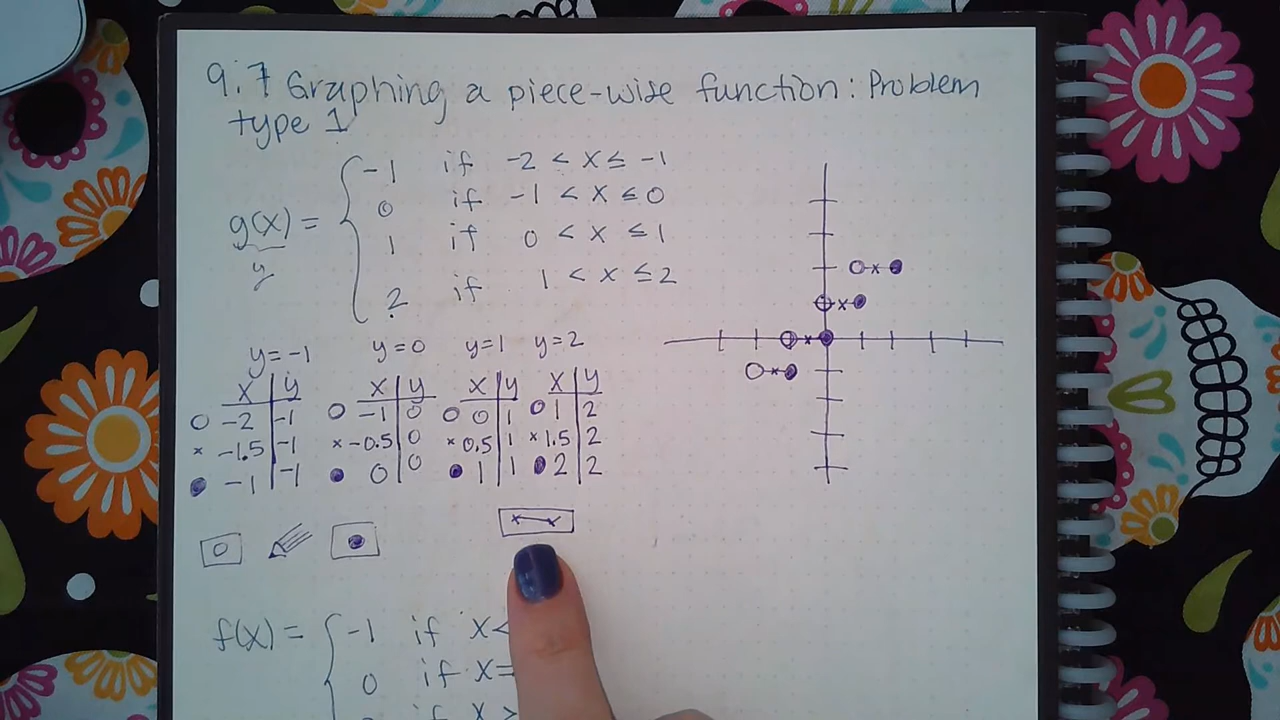 9.7 Graphing a piece-wise function: Problem
type 1
g(x) = { -1 if -2 < x ≤ -1
0 if -1 < x ≤ 0
1 if 0 < x ≤ 1
2 if 1 < x ≤ 2
y
y=-1 y=0 y=1 y=2
x y x y x y x y
-2 -1 -1 0 0 1 1 2
x -1.5 -1 x -0.5 0 x 0.5 1 x 1.5 2
-1 -1 0 0 1 1 2 2
f(x) = { -1 if x<
0 if x=
if x >